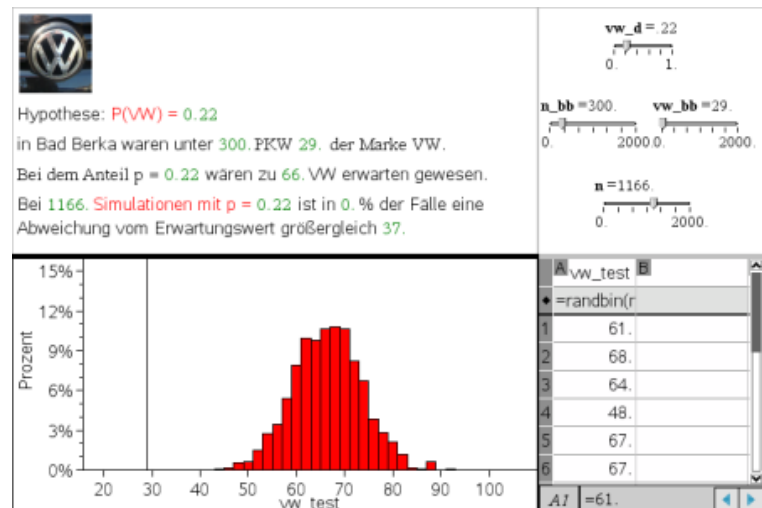 Hypothese: P(VW) = 0.22
in Bad Berka waren unter 300. PKW 29. der Marke VW.
Bei dem Anteil p = 0.22 wären zu 66. VW erwarten gewesen.
Bei 1166. Simulationen mit p = 0.22 ist in 0. % der Fälle eine
Abweichung vom Erwartungswert größergleich 37.
vw_d =.22
0. 1.
n_bb =300. vw_bb =29.
0. 2000. 0. 2000.
n =1166.
0. 2000.
15%
12%
9%
6%
3%
0%
Prozent
20 30 40 50 60 70 80 90 100
vw_test
A vw_test B
=randbin(r
1 61.
2 68.
3 64.
4 48.
5 67.
6 67.
A1 =61.